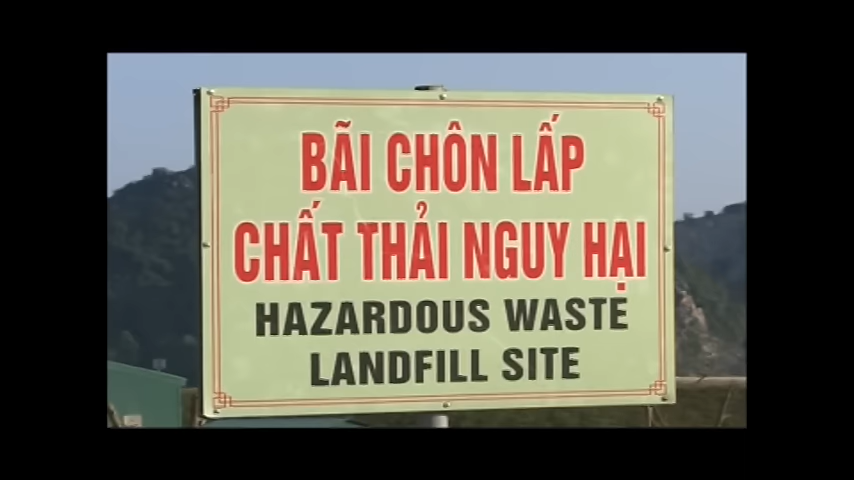 BÃI CHÔN LẤP
CHẤT THẢI NGUY HẠI
HAZARDOUS WASTE
LANDFILL SITE